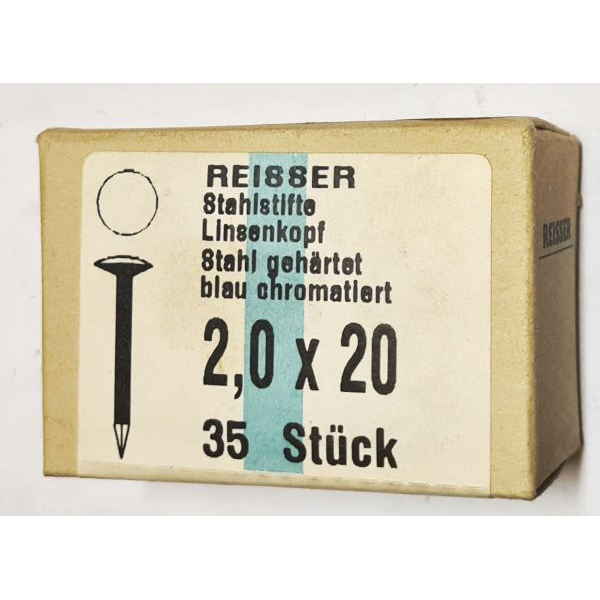 REISSER
Stahlstifte
Linsenkopf
Stahl gehärtet
blau chromatiert
2,0 x 20
35 Stück
REISSER